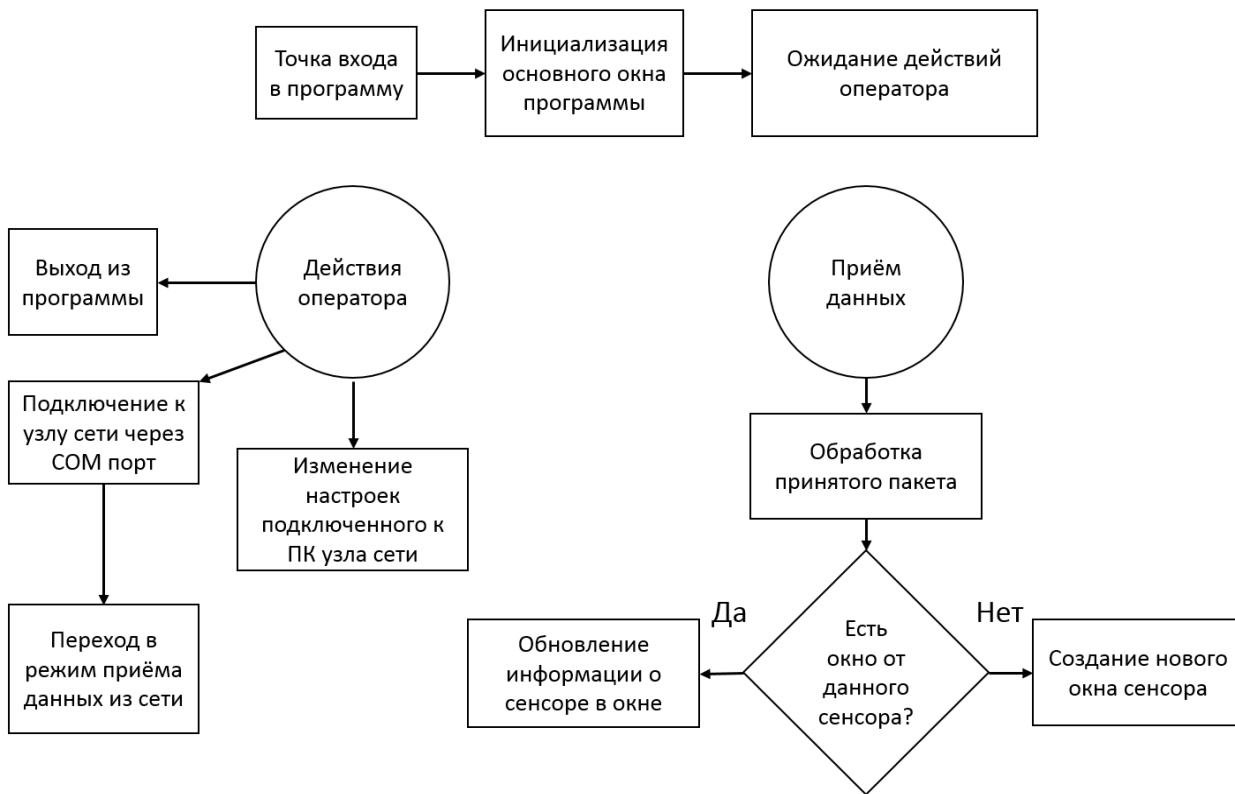 Точка входа
в программу
Инициализация
основного окна
программы
Ожидание действий
оператора
Выход из
программы
Действия
оператора
Приём
данных
Подключение к
узлу сети через
COM порт
Изменение
настроек
подключенного к
ПК узла сети
Обработка
принятого пакета
Переход в
режим приёма
данных из сети
Да
Нет
Обновление
информации о
сенсоре в окне
Есть
окно от
данного
сенсора?
Создание нового
окна сенсора